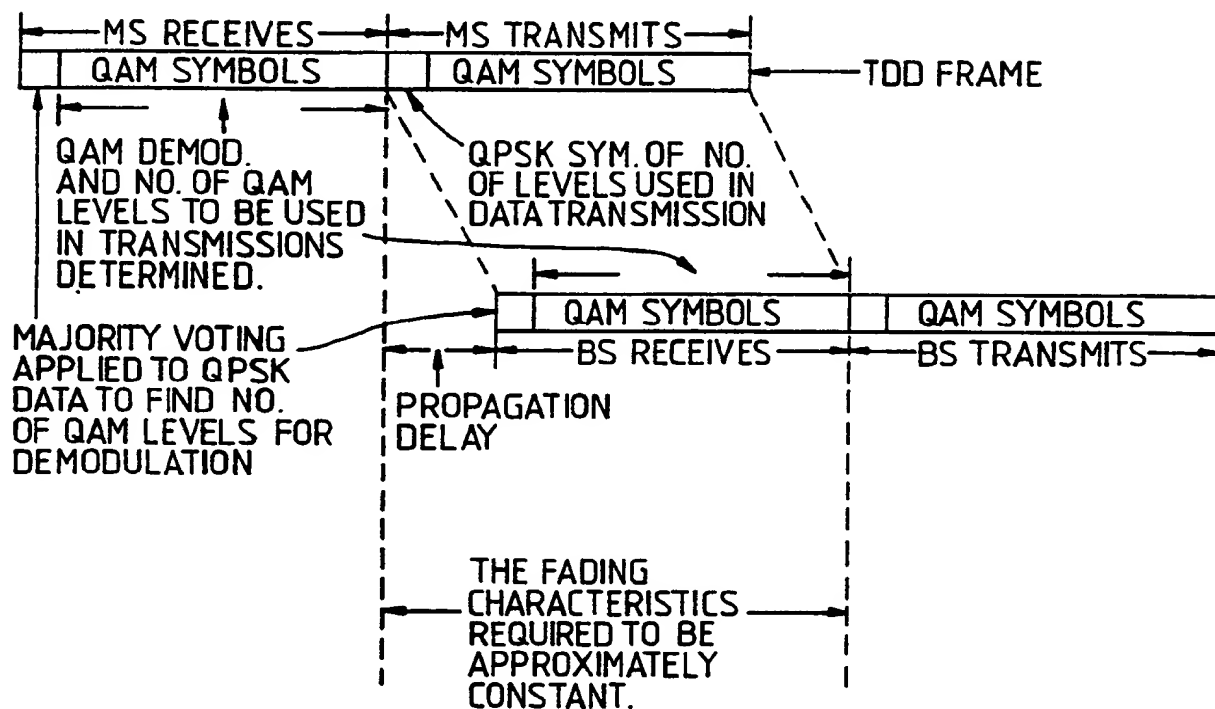 MS RECEIVES
MS TRANSMITS
QAM SYMBOLS
QAM SYMBOLS
TDD FRAME
QAM DEMOD.
AND NO. OF QAM
LEVELS TO BE USED
IN TRANSMISSIONS
DETERMINED.
QPSK SYM. OF NO.
OF LEVELS USED IN
DATA TRANSMISSION
QAM SYMBOLS
QAM SYMBOLS
BS RECEIVES
BS TRANSMITS
MAJORITY VOTING
APPLIED TO QPSK
DATA TO FIND NO.
OF QAM LEVELS FOR
DEMODULATION
PROPAGATION
DELAY
THE FADING
CHARACTERISTICS
REQUIRED TO BE
APPROXIMATELY
CONSTANT.